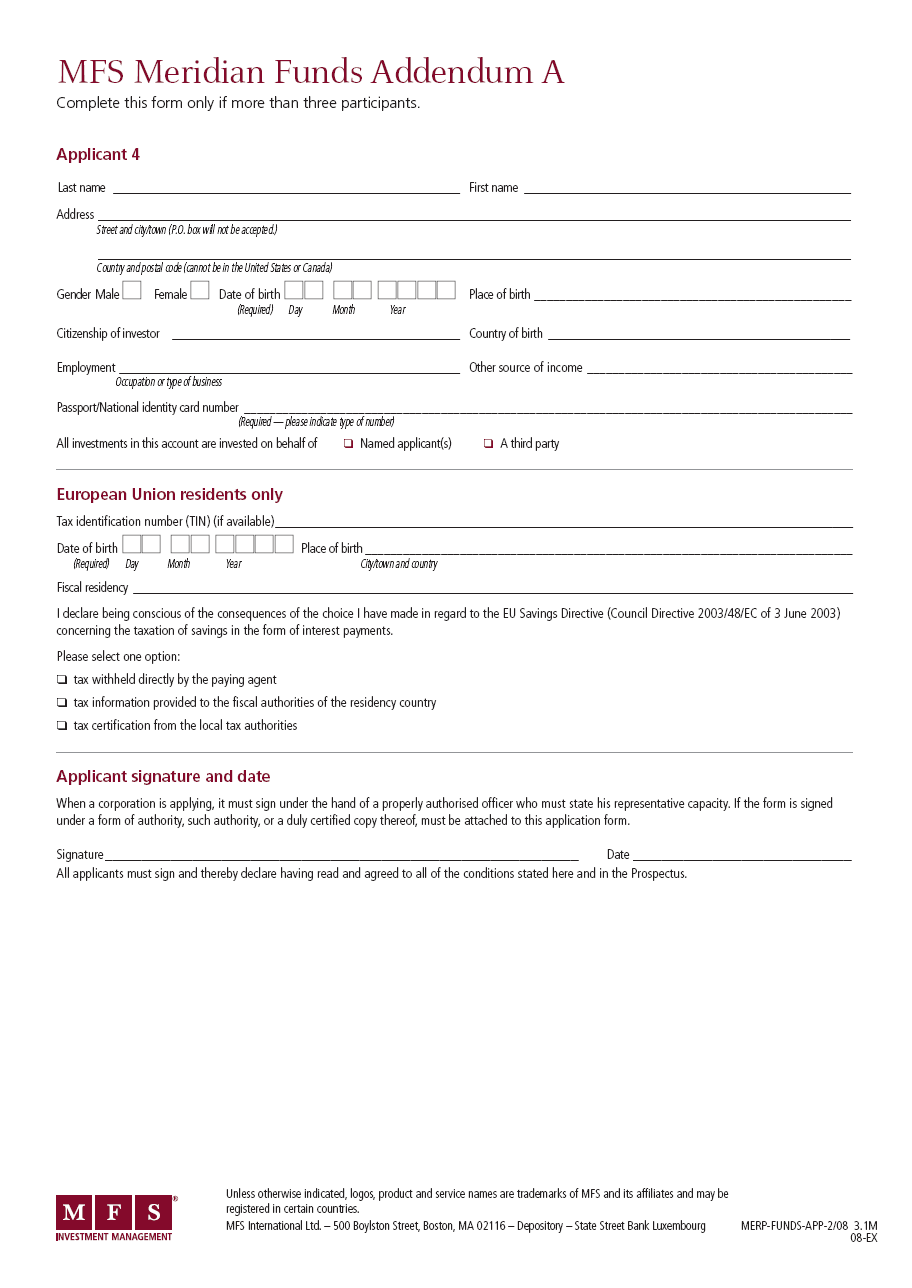 MFS Meridian Funds Addendum A
Complete this form only if more than three participants.
Applicant 4
Last name First name
Address
Street and city/town (P.O. box will not be accepted.)
Country and postal code (cannot be in the United States or Canada)
Gender Male Female Date of birth Place of birth
(Required) Day Month Year
Citizenship of investor Country of birth
Employment Other source of income
Occupation or type of business
Passport/National identity card number
(Required — please indicate type of number)
All investments in this account are invested on behalf of ❏ Named applicant(s) ❏ A third party
European Union residents only
Tax identification number (TIN) (if available)
Date of birth Place of birth
(Required) Day Month Year City/town and country
Fiscal residency
I declare being conscious of the consequences of the choice I have made in regard to the EU Savings Directive (Council Directive 2003/48/EC of 3 June 2003)
concerning the taxation of savings in the form of interest payments.
Please select one option:
❏ tax withheld directly by the paying agent
❏ tax information provided to the fiscal authorities of the residency country
❏ tax certification from the local tax authorities
Applicant signature and date
When a corporation is applying, it must sign under the hand of a properly authorised officer who must state his representative capacity. If the form is signed
under a form of authority, such authority, or a duly certified copy thereof, must be attached to this application form.
Signature Date
All applicants must sign and thereby declare having read and agreed to all of the conditions stated here and in the Prospectus.
M F S ®
INVESTMENT MANAGEMENT
Unless otherwise indicated, logos, product and service names are trademarks of MFS and its affiliates and may be
registered in certain countries.
MFS International Ltd. – 500 Boylston Street, Boston, MA 02116 – Depository – State Street Bank Luxembourg
MERP-FUNDS-APP-2/08 3.1M
08-EX